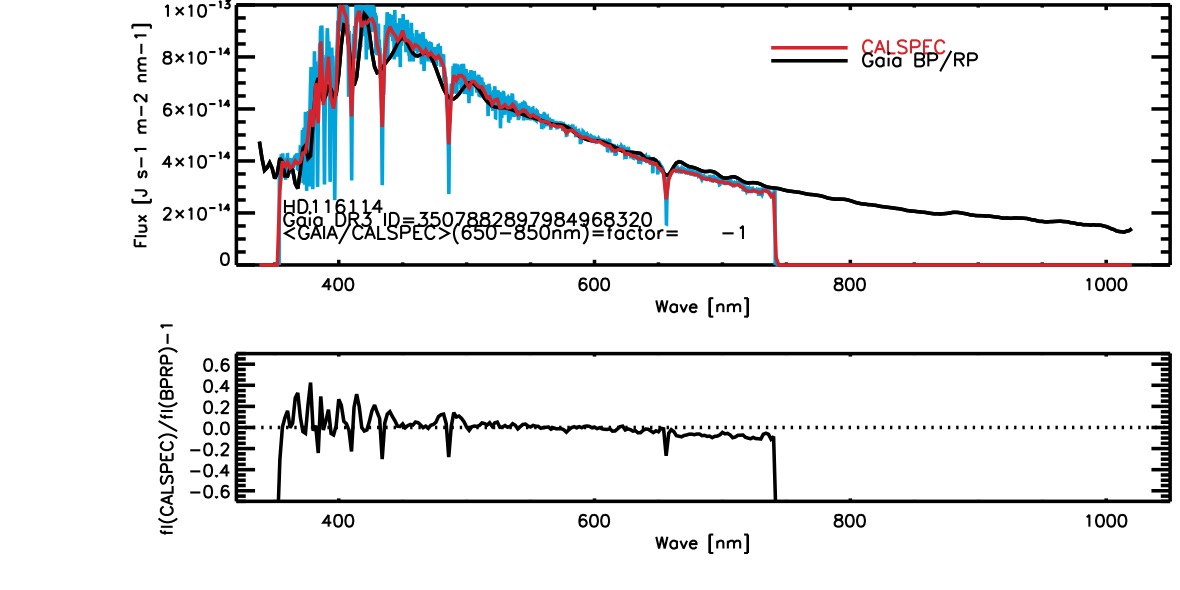 1×10−13
8×10−14
6×10−14
4×10−14
2×10−14
0
Flux [J s−1 m−2 nm−1]
CALSPEC
Gaia BP/RP
HD116114
Gaia DR3 ID=3507882897984968320
<GAIA/CALSPEC>(650−850nm)=factor= −1
400 600 800 1000
Wave [nm]
fl(CALSPEC)/fl(BPRP)−1
0.6
0.4
0.2
0.0
−0.2
−0.4
−0.6
400 600 800 1000
Wave [nm]